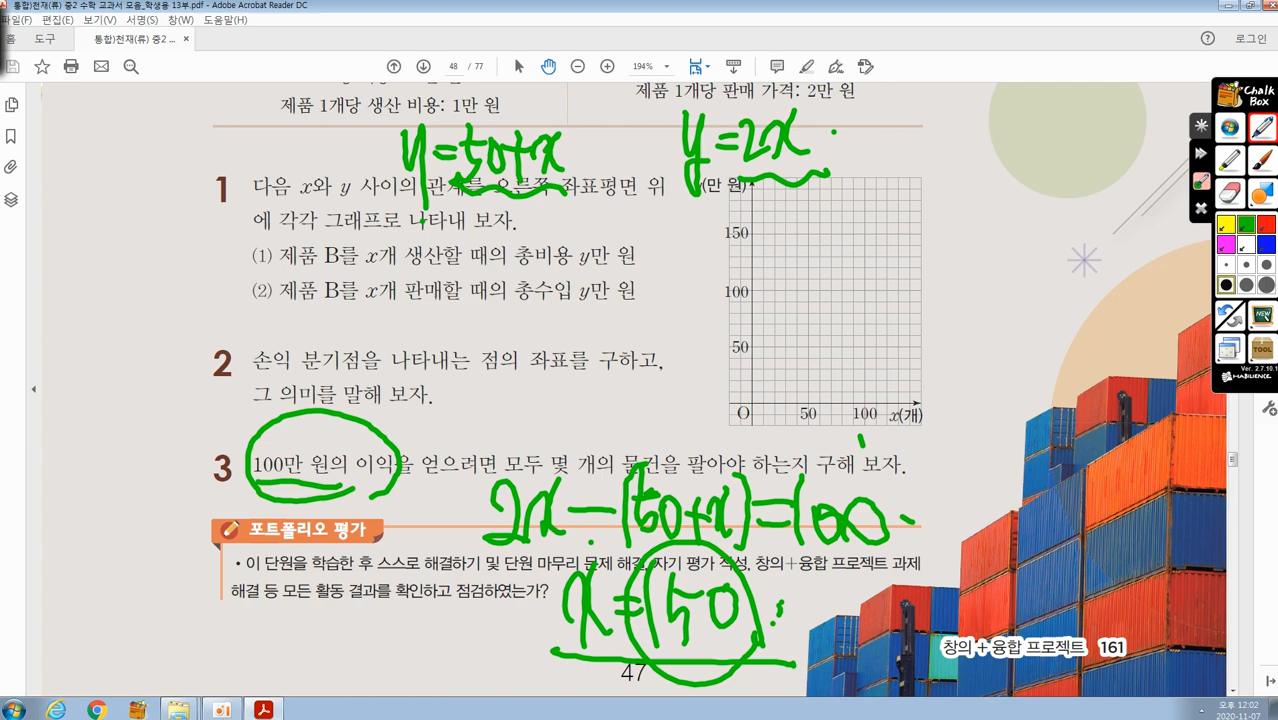 통합)천재(류) 중2 수학 교과서 모음_학생용 13부.pdf - Adobe Acrobat Reader DC
파일(F) 편집(E) 보기(V) 서명(S) 창(W) 도움말(H)
홈 도구 통합)천재(류) 중2 ... × 로그인
48 / 77 194%
제품 1개당 생산 비용: 1만 원
제품 1개당 판매 가격: 2만 원
y=50+x
y=2x
1 다음 x와 y 사이의 관계를 오른쪽 좌표평면 위
에 각각 그래프로 나타내 보자.
(1) 제품 B를 x개 생산할 때의 총비용 y만 원
(2) 제품 B를 x개 판매할 때의 총수입 y만 원
(만 원)
150
100
50
O 50 100 x(개)
2 손익 분기점을 나타내는 점의 좌표를 구하고,
그 의미를 말해 보자.
3 100만 원의 이익을 얻으려면 모두 몇 개의 물건을 팔아야 하는지 구해 보자.
2x-(50+x)=100
포트폴리오 평가
• 이 단원을 학습한 후 스스로 해결하기 및 단원 마무리 문제 해결, 자기 평가 작성, 창의+융합 프로젝트 과제
해결 등 모든 활동 결과를 확인하고 점검하였는가?
x=150
창의+융합 프로젝트 161
47
Chalk
Box
NEW
TOOL
Ver. 2.7.10.1
HABILIENCE
오후 12:02
2020-11-07